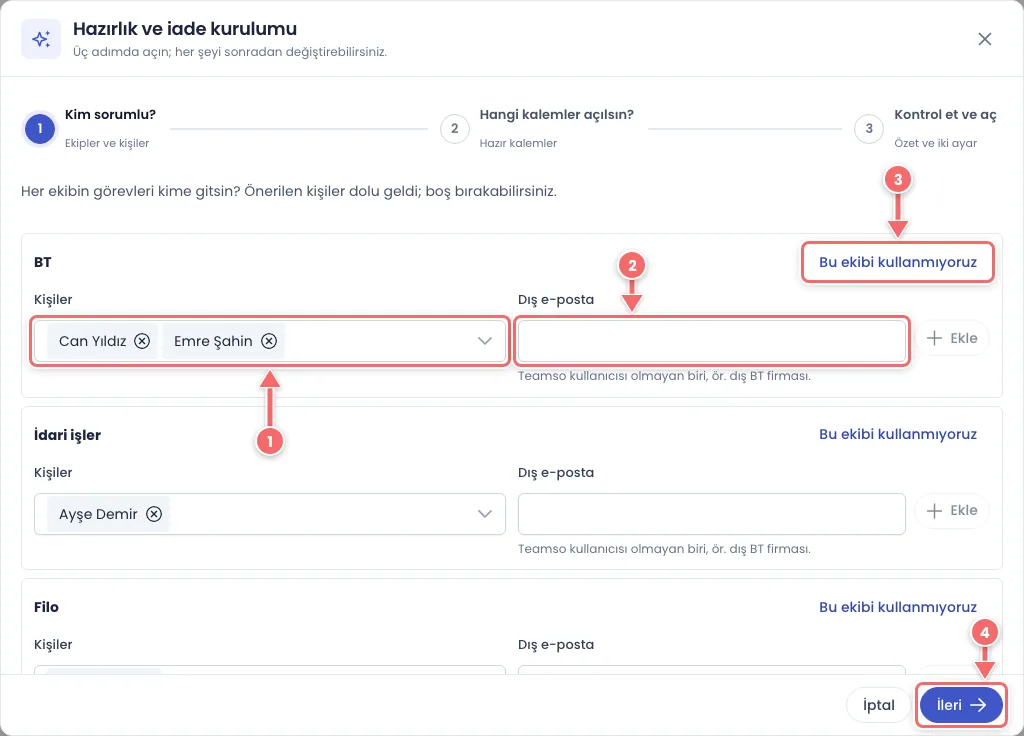 Hazırlık ve iade kurulumu
Üç adımda açın; her şeyi sonradan değiştirebilirsiniz.
1
Kim sorumlu?
Ekipler ve kişiler
2
Hangi kalemler açılsın?
Hazır kalemler
3
Kontrol et ve aç
Özet ve iki ayar
Her ekibin görevleri kime gitsin? Önerilen kişiler dolu geldi; boş bırakabilirsiniz.
3
BT
Bu ekibi kullanmıyoruz
2
Kişiler
Dış e-posta
Can Yıldız
Emre Şahin
Ekle
Teamso kullanıcısı olmayan biri, ör. dış BT firması.
1
İdari işler
Bu ekibi kullanmıyoruz
Kişiler
Dış e-posta
Ayşe Demir
Ekle
Teamso kullanıcısı olmayan biri, ör. dış BT firması.
Filo
Bu ekibi kullanmıyoruz
4
Kişiler
Dış e-posta
İptal
İleri